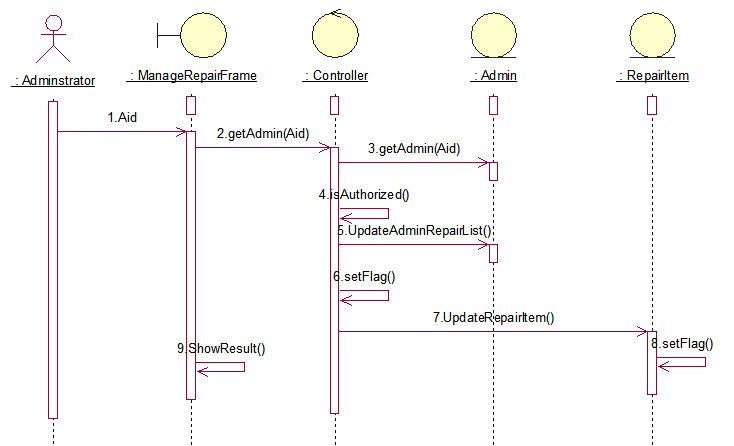 : Adminstrator
: ManageRepairFrame
: Controller
: Admin
: RepairItem
1.Aid
2.getAdmin(Aid)
3.getAdmin(Aid)
4.isAuthorized()
5.UpdateAdminRepairList()
6.setFlag()
7.UpdateRepairItem()
8.setFlag()
9.ShowResult()